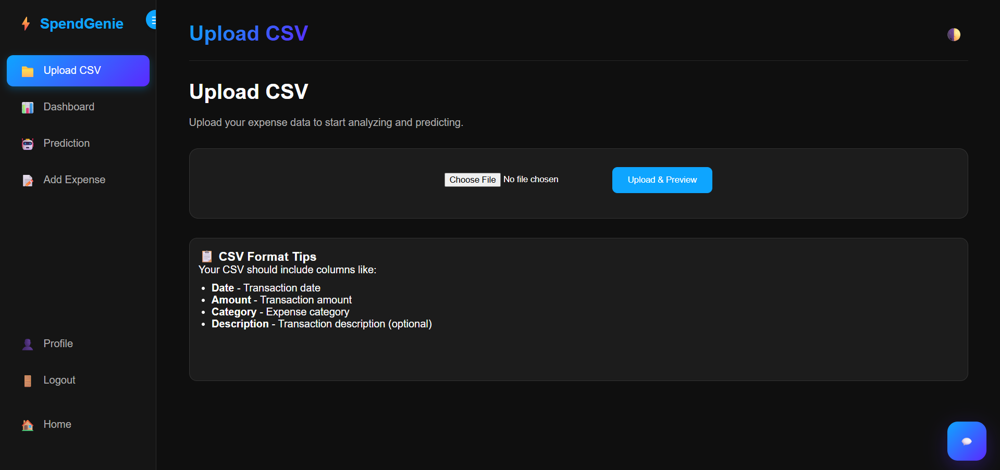 SpendGenie
Upload CSV
Dashboard
Prediction
Add Expense
Profile
Logout
Home
Upload CSV
Upload CSV
Upload your expense data to start analyzing and predicting.
Choose File No file chosen
Upload & Preview
CSV Format Tips
Your CSV should include columns like:
• Date - Transaction date
• Amount - Transaction amount
• Category - Expense category
• Description - Transaction description (optional)